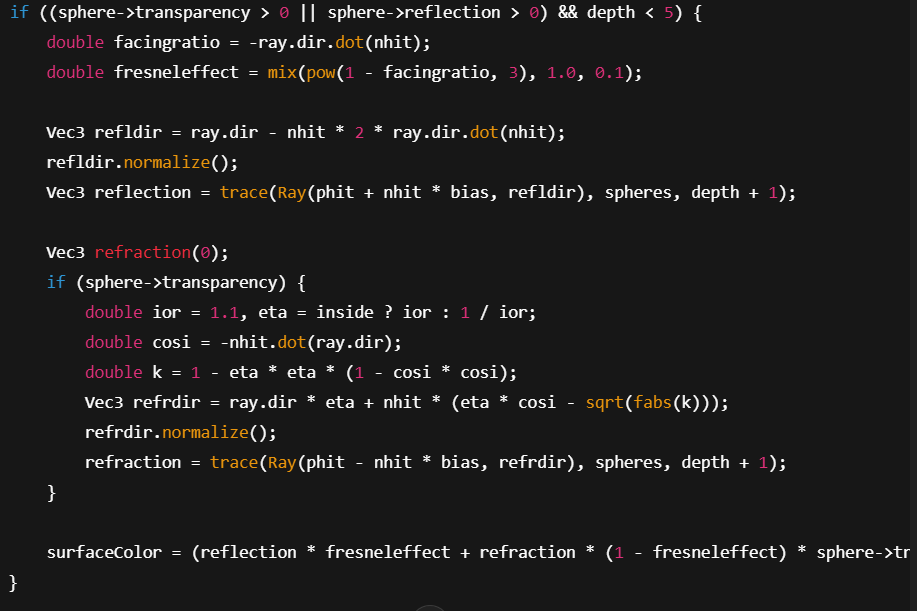 if ((sphere->transparency > 0 || sphere->reflection > 0) && depth < 5) {
double facingratio = -ray.dir.dot(nhit);
double fresneleffect = mix(pow(1 - facingratio, 3), 1.0, 0.1);
Vec3 refldir = ray.dir - nhit * 2 * ray.dir.dot(nhit);
refldir.normalize();
Vec3 reflection = trace(Ray(phit + nhit * bias, refldir), spheres, depth + 1);
Vec3 refraction(0);
if (sphere->transparency) {
double ior = 1.1, eta = inside ? ior : 1 / ior;
double cosi = -nhit.dot(ray.dir);
double k = 1 - eta * eta * (1 - cosi * cosi);
Vec3 refrdir = ray.dir * eta + nhit * (eta * cosi - sqrt(fabs(k)));
refrdir.normalize();
refraction = trace(Ray(phit - nhit * bias, refrdir), spheres, depth + 1);
}
surfaceColor = (reflection * fresneleffect + refraction * (1 - fresneleffect) * sphere->tr
}